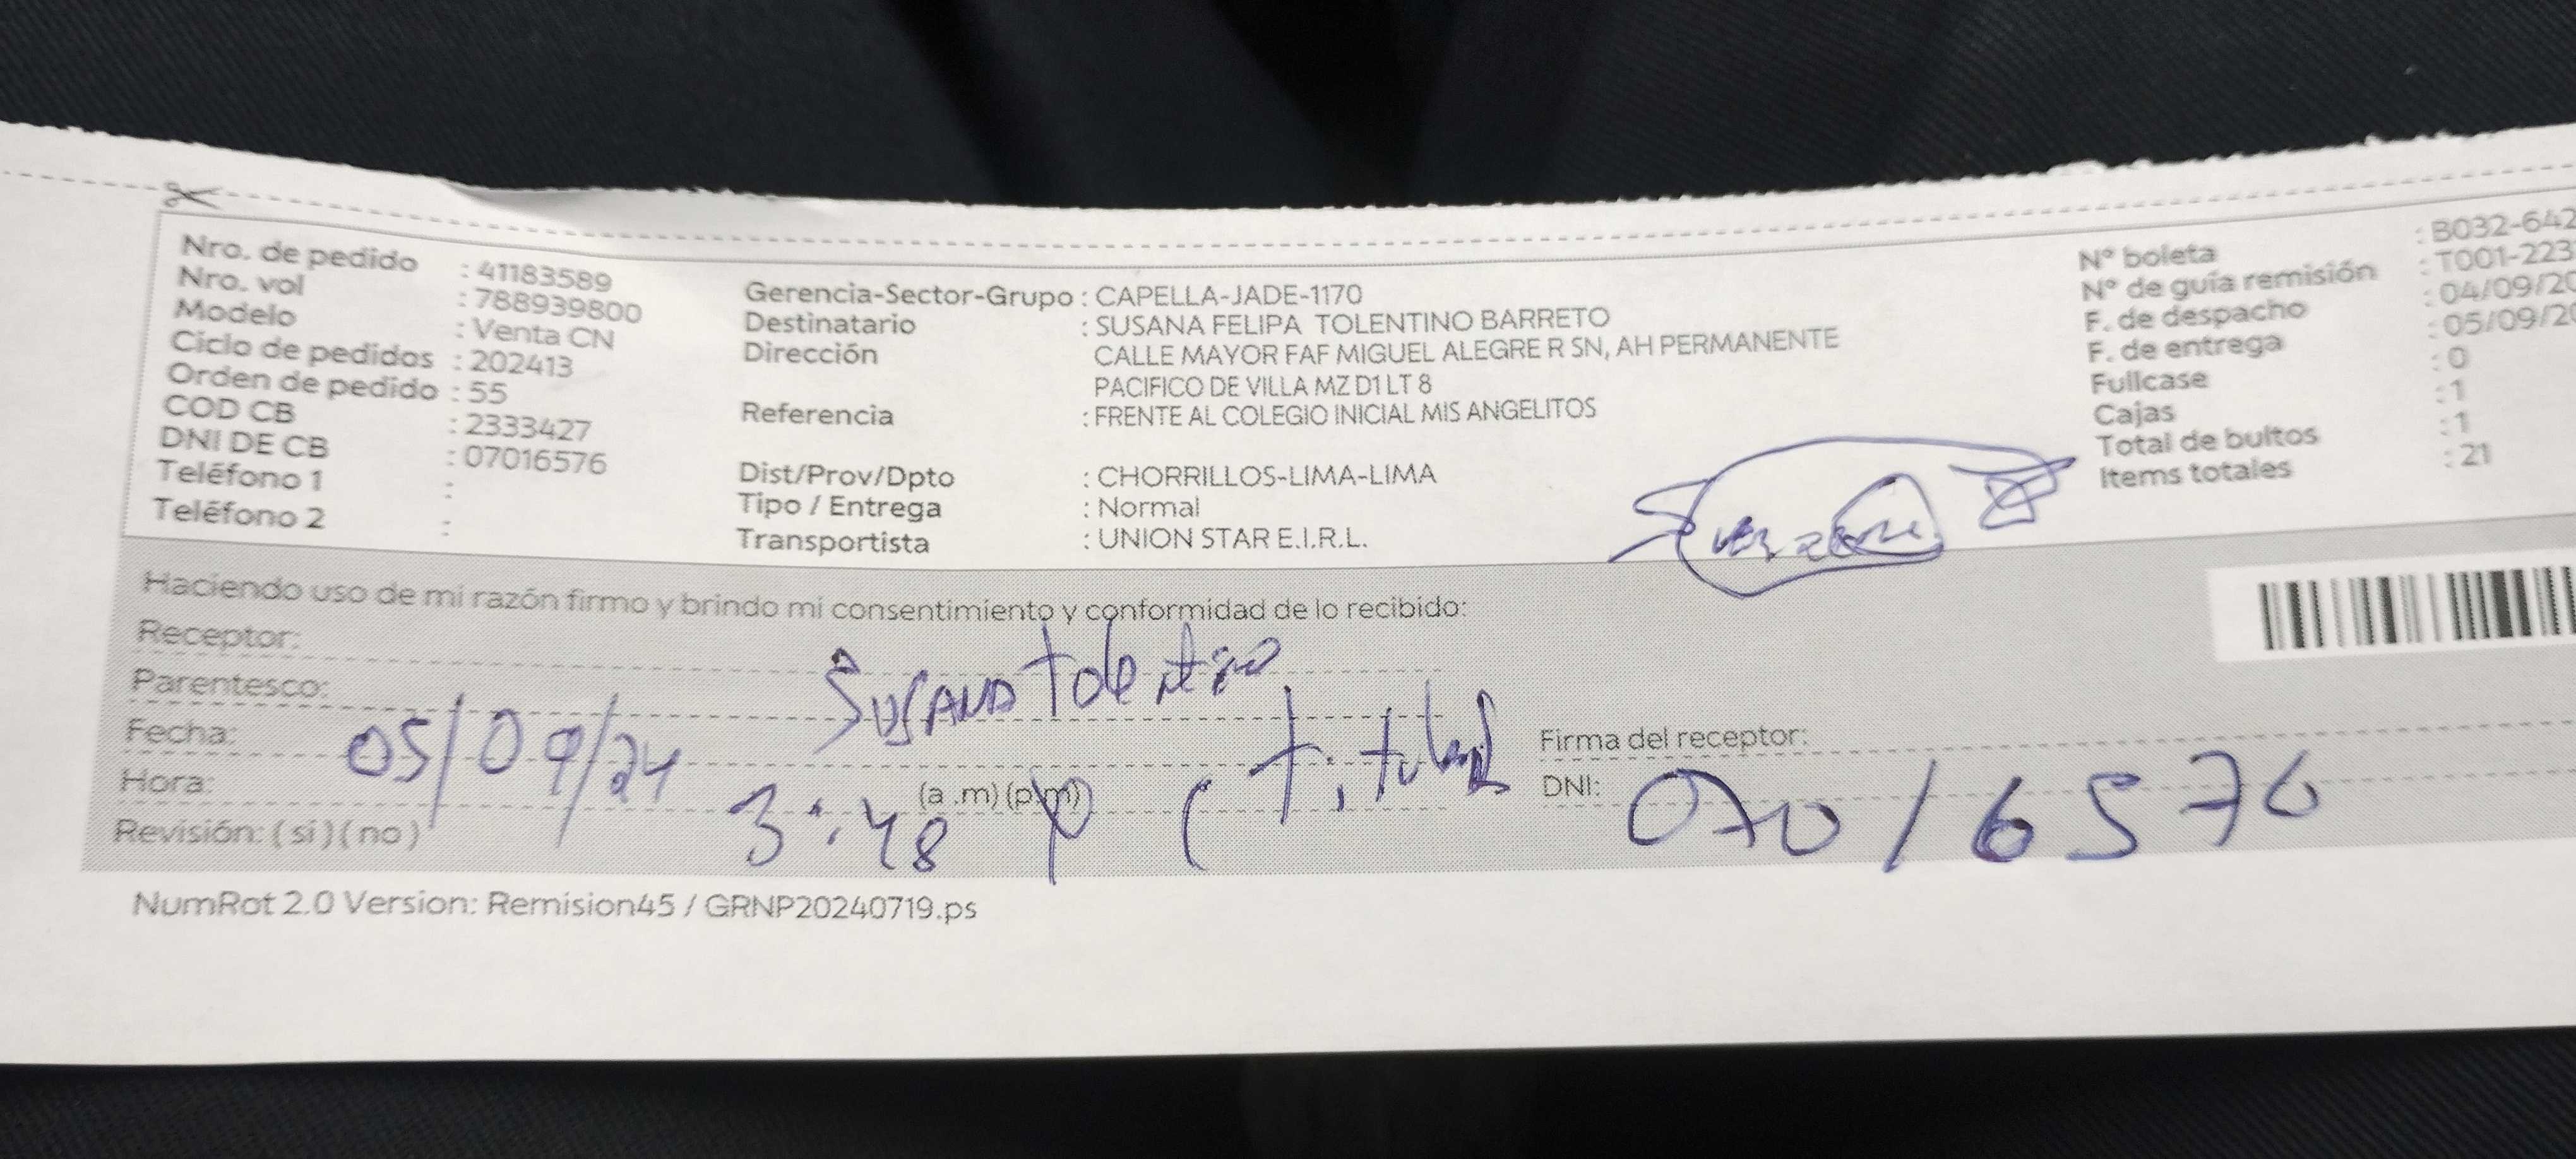 Nro. de pedido : 41183589
Nro. vol : 788939800
Modelo : Venta CN
Ciclo de pedidos : 202413
Orden de pedido : 55
COD CB : 2333427
DNI DE CB : 07016576
Teléfono 1 :
Teléfono 2 :
Gerencia-Sector-Grupo : CAPELLA-JADE-1170
Destinatario : SUSANA FELIPA TOLENTINO BARRETO
Dirección CALLE MAYOR FAF MIGUEL ALEGRE R SN, AH PERMANENTE
PACIFICO DE VILLA MZ D1 LT 8
Referencia : FRENTE AL COLEGIO INICIAL MIS ANGELITOS
Dist/Prov/Dpto : CHORRILLOS-LIMA-LIMA
Tipo / Entrega : Normal
Transportista : UNION STAR E.I.R.L.
N° boleta : B032-642
N° de guía remisión : T001-223
F. de despacho : 04/09/20
F. de entrega : 05/09/20
Fullcase : 0
Cajas : 1
Total de bultos : 1
Items totales : 21
Haciendo uso de mi razón firmo y brindo mi consentimiento y conformidad de lo recibido:
Receptor: Susana Tolentino
Parentesco:
Fecha: 05/09/24
Hora: 3:48 (a .m) (p.m) p (titular
Revisión: ( si ) ( no )
Firma del receptor:
DNI: 07016576
NumRot 2.0 Version: Remision45 / GRNP20240719.ps